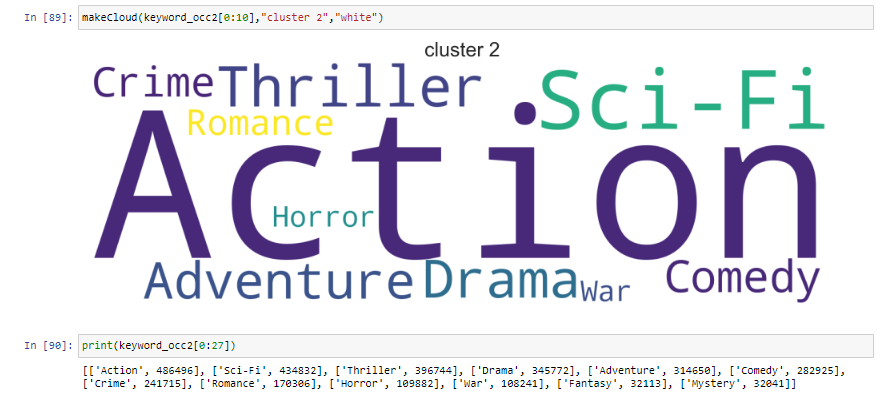 In [89]: makeCloud(keyword_occ2[0:10],"cluster 2","white")
cluster 2
Crime Thriller Sci-Fi
Romance
Action
Horror
Adventure Drama War Comedy
In [90]: print(keyword_occ2[0:27])
[['Action', 486496], ['Sci-Fi', 434832], ['Thriller', 396744], ['Drama', 345772], ['Adventure', 314650], ['Comedy', 282925],
['Crime', 241715], ['Romance', 170306], ['Horror', 109882], ['War', 108241], ['Fantasy', 32113], ['Mystery', 32041]]